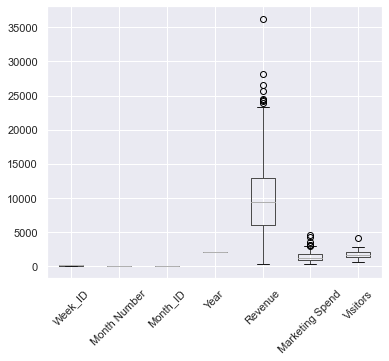 35000
30000
25000
20000
15000
10000
5000
0
Week_ID
Month Number
Month_ID
Year
Revenue
Marketing Spend
Visitors